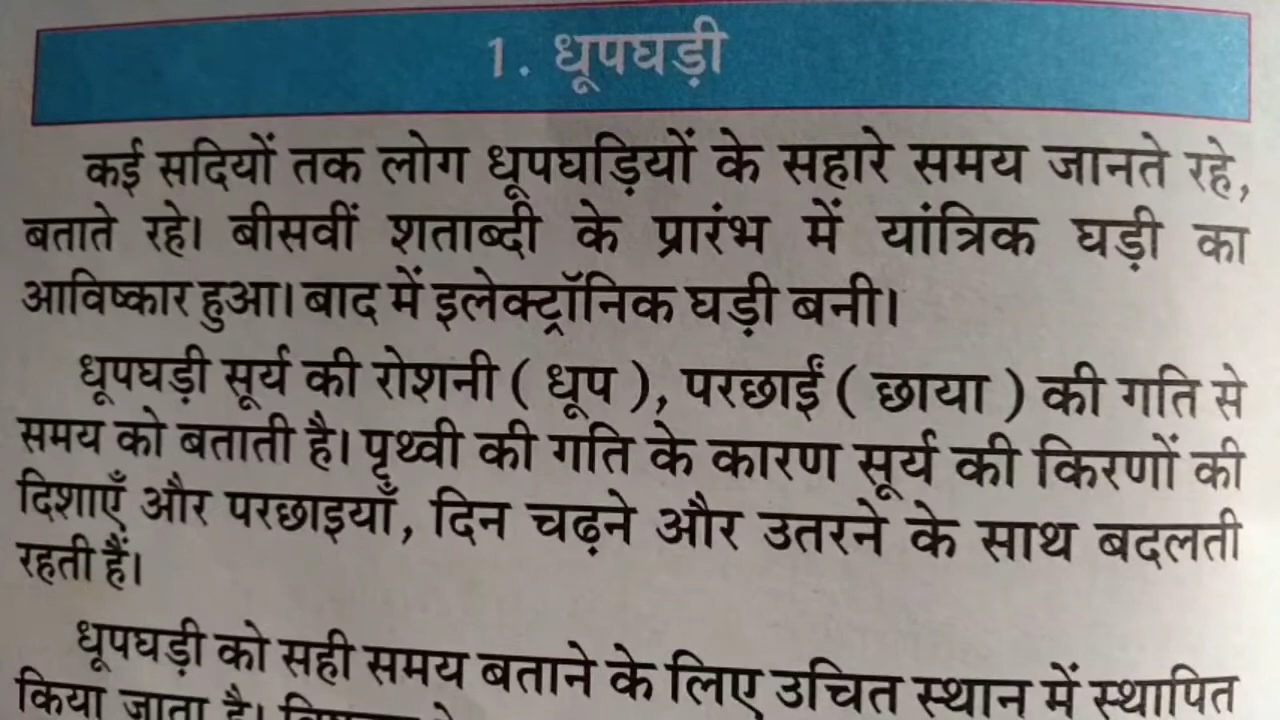 1. धूपघड़ी
कई सदियों तक लोग धूपघड़ियों के सहारे समय जानते रहे,
बताते रहे। बीसवीं शताब्दी के प्रारंभ में यांत्रिक घड़ी का
आविष्कार हुआ। बाद में इलेक्ट्रॉनिक घड़ी बनी।
धूपघड़ी सूर्य की रोशनी ( धूप ), परछाईं ( छाया ) की गति से
समय को बताती है। पृथ्वी की गति के कारण सूर्य की किरणों की
दिशाएँ और परछाइयाँ, दिन चढ़ने और उतरने के साथ बदलती
रहती हैं।
धूपघड़ी को सही समय बताने के लिए उचित स्थान में स्थापित
किया जाता है।